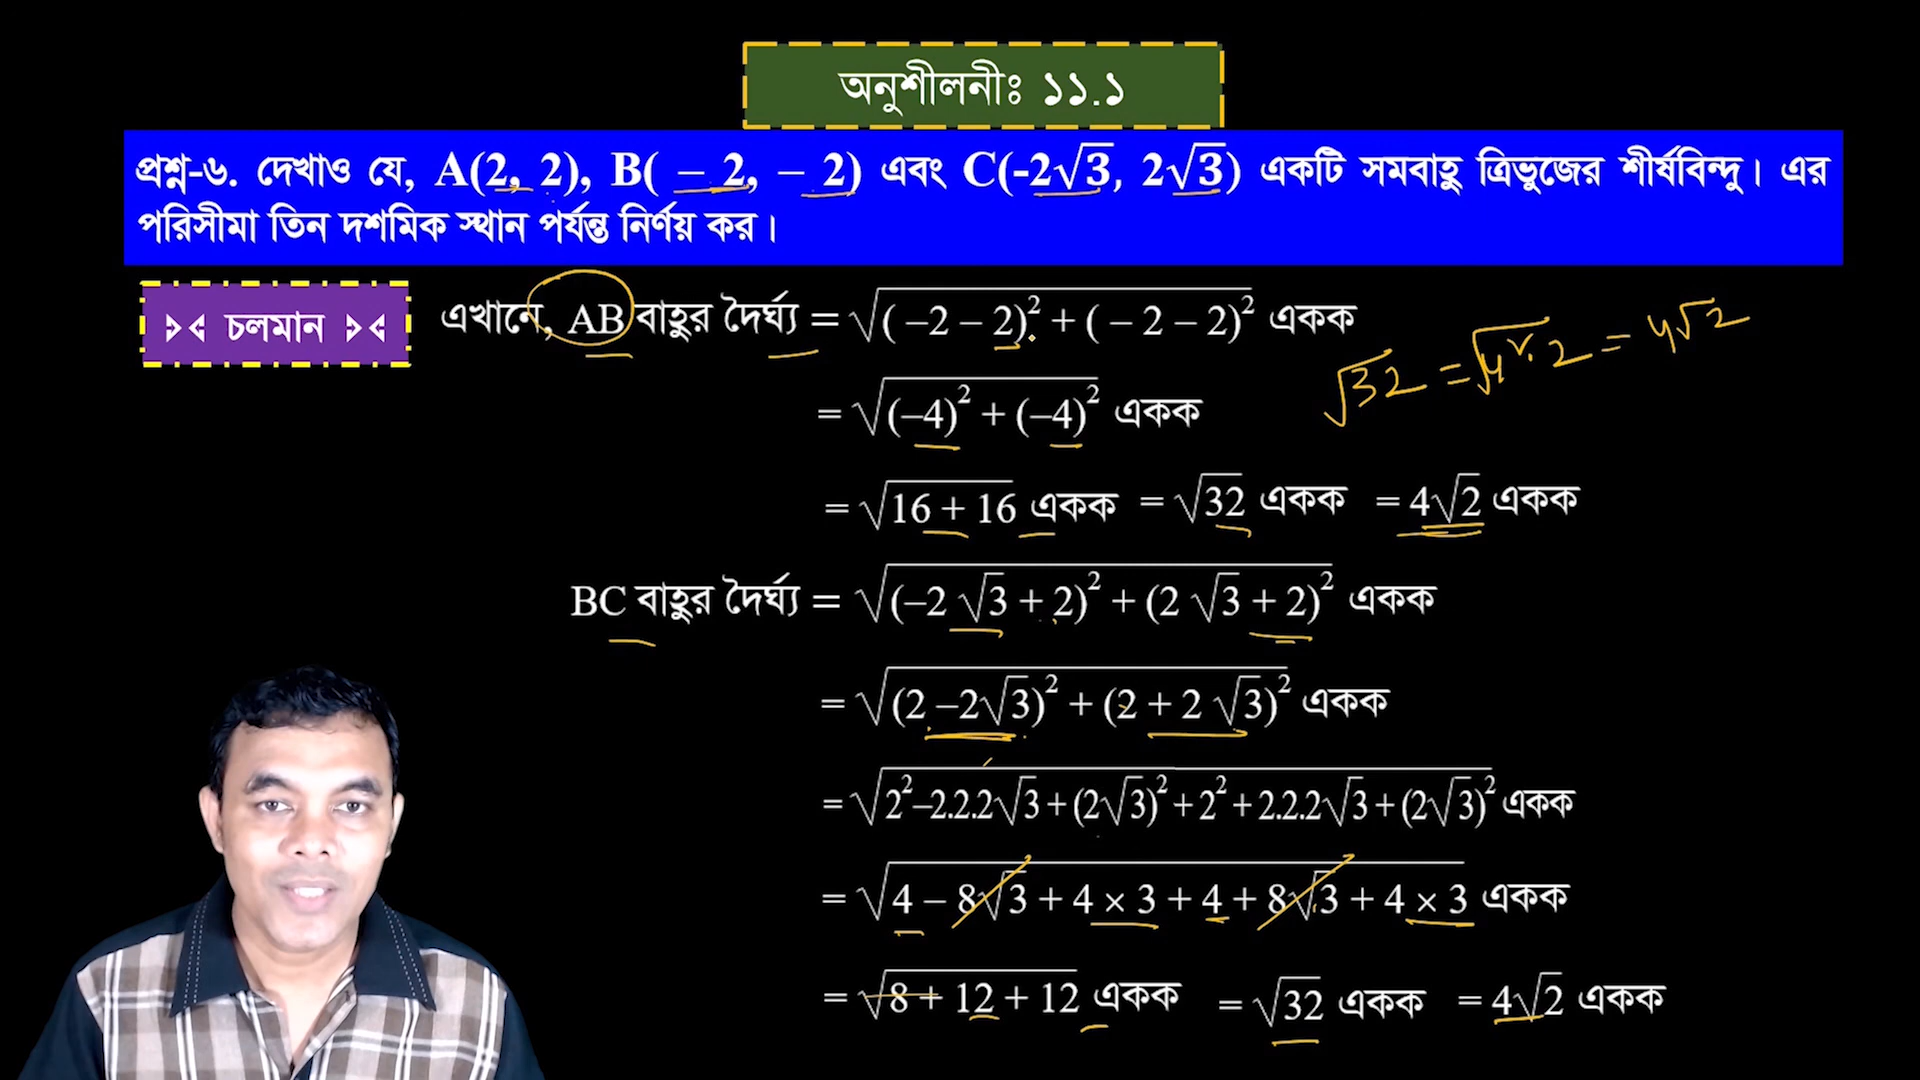 অনুশীলনীঃ ১১.১
প্রশ্ন-৬. দেখাও যে, A(2, 2), B( – 2, – 2) এবং C(-2√3, 2√3) একটি সমবাহু ত্রিভুজের শীর্ষবিন্দু। এর
পরিসীমা তিন দশমিক স্থান পর্যন্ত নির্ণয় কর।
চলমান
এখানে, AB বাহুর দৈর্ঘ্য = √(( –2 – 2)² + ( – 2 – 2)²) একক
√32 = √4².2 = 4√2
= √((–4)² + (–4)²) একক
= √(16 + 16) একক = √32 একক = 4√2 একক
BC বাহুর দৈর্ঘ্য = √((–2 √3 + 2)² + (2 √3 + 2)²) একক
= √((2 –2√3)² + (2 + 2 √3)²) একক
= √(2²–2.2.2√3+(2√3)²+2²+2.2.2√3+(2√3)²) একক
= √(4 – 8√3 + 4 × 3 + 4 + 8√3 + 4 × 3) একক
= √(8 + 12 + 12) একক = √32 একক = 4√2 একক